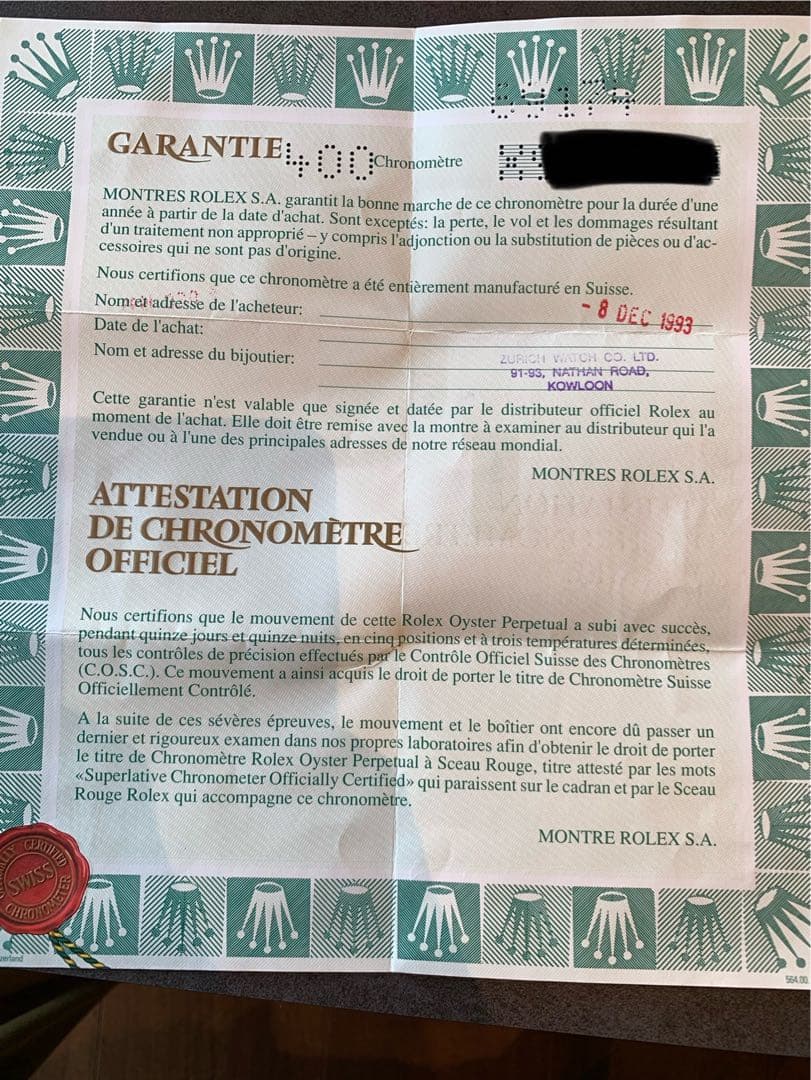 69179
GARANTIE 400 Chronomètre
MONTRES ROLEX S.A. garantit la bonne marche de ce chronomètre pour la durée d'une
année à partir de la date d'achat. Sont exceptés: la perte, le vol et les dommages résultant
d'un traitement non approprié – y compris l'adjonction ou la substitution de pièces ou d'ac-
cessoires qui ne sont pas d'origine.
Nous certifions que ce chronomètre a été entièrement manufacturé en Suisse.
Nom et adresse de l'acheteur:
- 8 DEC 1993
Date de l'achat:
Nom et adresse du bijoutier:
ZURICH WATCH CO. LTD.
91-93, NATHAN ROAD,
KOWLOON
Cette garantie n'est valable que signée et datée par le distributeur officiel Rolex au
moment de l'achat. Elle doit être remise avec la montre à examiner au distributeur qui l'a
vendue ou à l'une des principales adresses de notre réseau mondial.
MONTRES ROLEX S.A.
ATTESTATION
DE CHRONOMÈTRE
OFFICIEL
Nous certifions que le mouvement de cette Rolex Oyster Perpetual a subi avec succès,
pendant quinze jours et quinze nuits, en cinq positions et à trois températures déterminées,
tous les contrôles de précision effectués par le Contrôle Officiel Suisse des Chronomètres
(C.O.S.C.). Ce mouvement a ainsi acquis le droit de porter le titre de Chronomètre Suisse
Officiellement Contrôlé.
A la suite de ces sévères épreuves, le mouvement et le boîtier ont encore dû passer un
dernier et rigoureux examen dans nos propres laboratoires afin d'obtenir le droit de porter
le titre de Chronomètre Rolex Oyster Perpetual à Sceau Rouge, titre attesté par les mots
«Superlative Chronometer Officially Certified» qui paraissent sur le cadran et par le Sceau
Rouge Rolex qui accompagne ce chronomètre.
MONTRE ROLEX S.A.
CERTIFIED
SWISS
CHRONOMETER
zerland
564.00